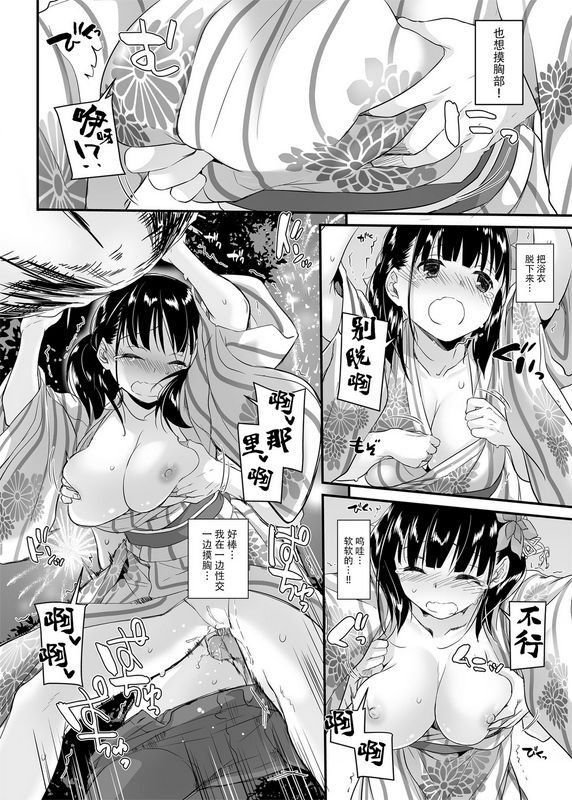 也想摸胸部！
咿呀!?
把浴衣
脱下来…
别脱啊
呜哇…
软软的…!!
不行
啊
啊
啊♥那
里♥啊
好棒…
我在一边性交
一边摸胸…
啊♥啊
啊♥